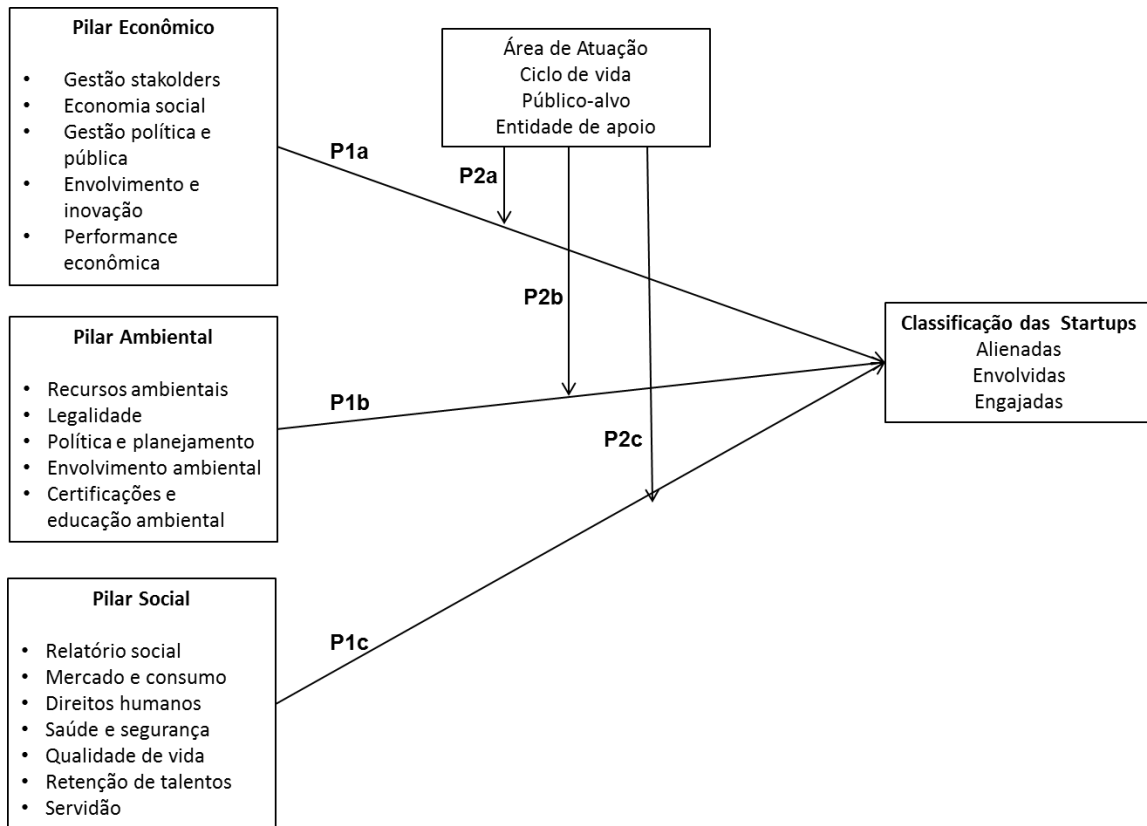 Pilar Econômico
• Gestão stakolders
• Economia social
• Gestão política e
pública
• Envolvimento e
inovação
• Performance
econômica
Área de Atuação
Ciclo de vida
Público-alvo
Entidade de apoio
P1a
P2a
P2b
Pilar Ambiental
• Recursos ambientais
• Legalidade
• Política e planejamento
• Envolvimento ambiental
• Certificações e
educação ambiental
P1b
P2c
Classificação das Startups
Alienadas
Envolvidas
Engajadas
Pilar Social
• Relatório social
• Mercado e consumo
• Direitos humanos
• Saúde e segurança
• Qualidade de vida
• Retenção de talentos
• Servidão
P1c